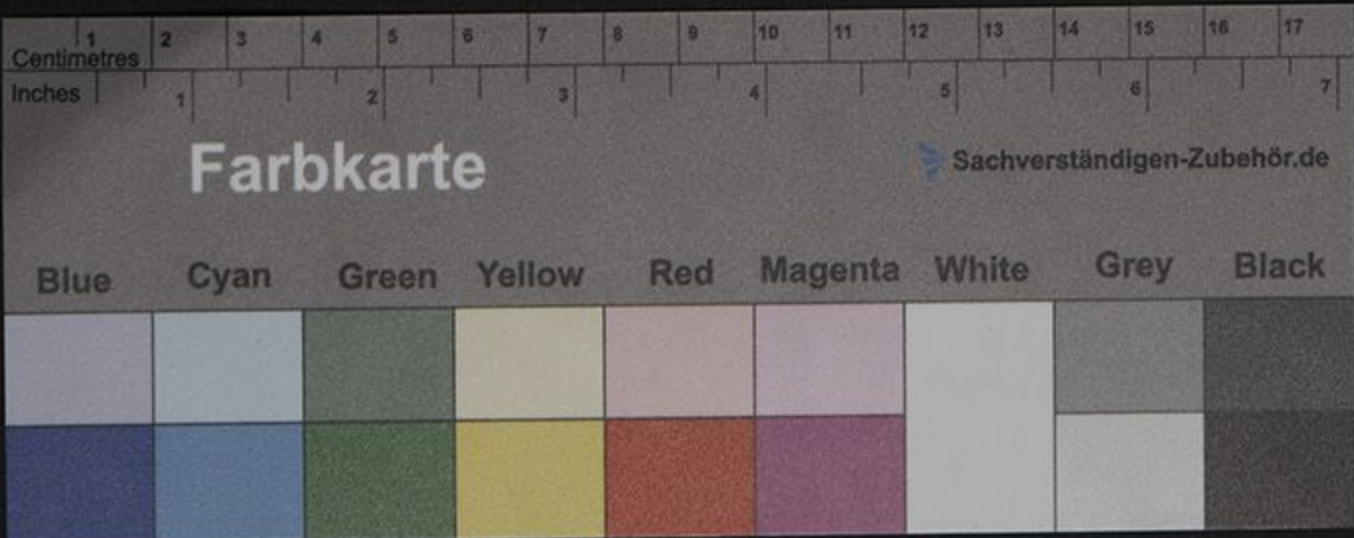 1 2 3 4 5 6 7 8 9 10 11 12 13 14 15 16 17
Centimetres
Inches 1 2 3 4 5 6 7
Farbkarte
Sachverständigen-Zubehör.de
Blue Cyan Green Yellow Red Magenta White Grey Black